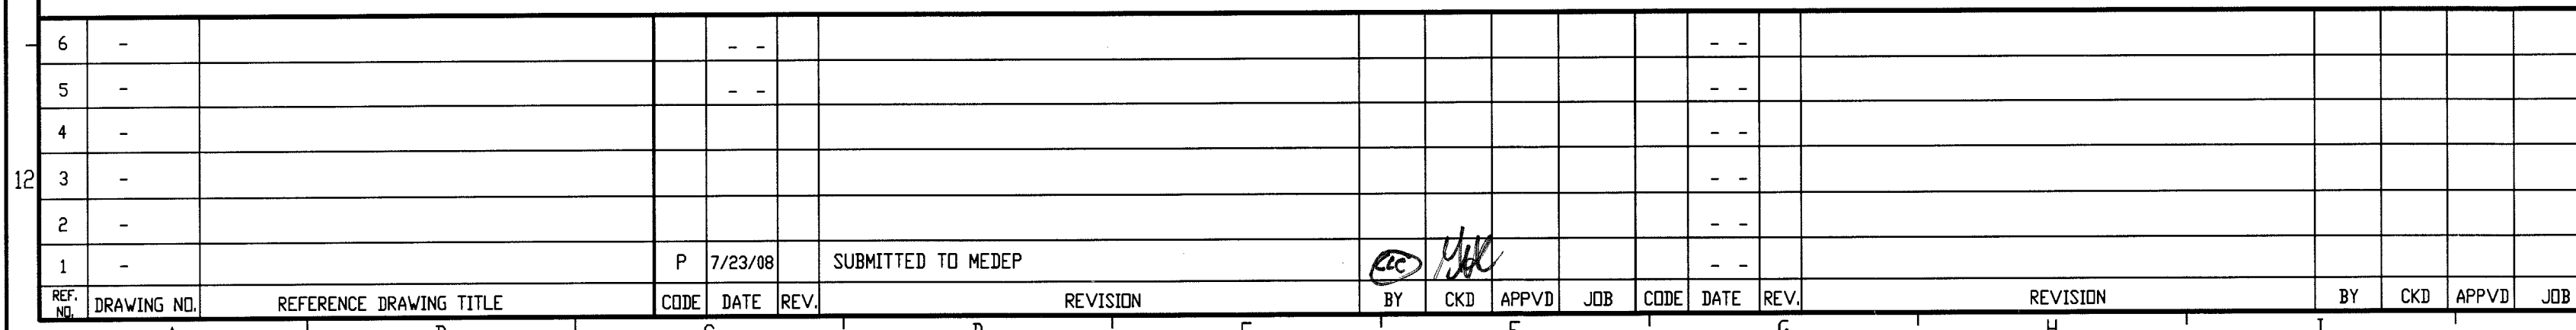 6 - - - - -
5 - - - - -
4 - - -
12 3 - - -
2 - - -
1 - P 7/23/08 SUBMITTED TO MEDEP CLC - -
REF. NO. DRAWING NO. REFERENCE DRAWING TITLE CODE DATE REV. REVISION BY CKD APPVD JOB CODE DATE REV. REVISION BY CKD APPVD JOB